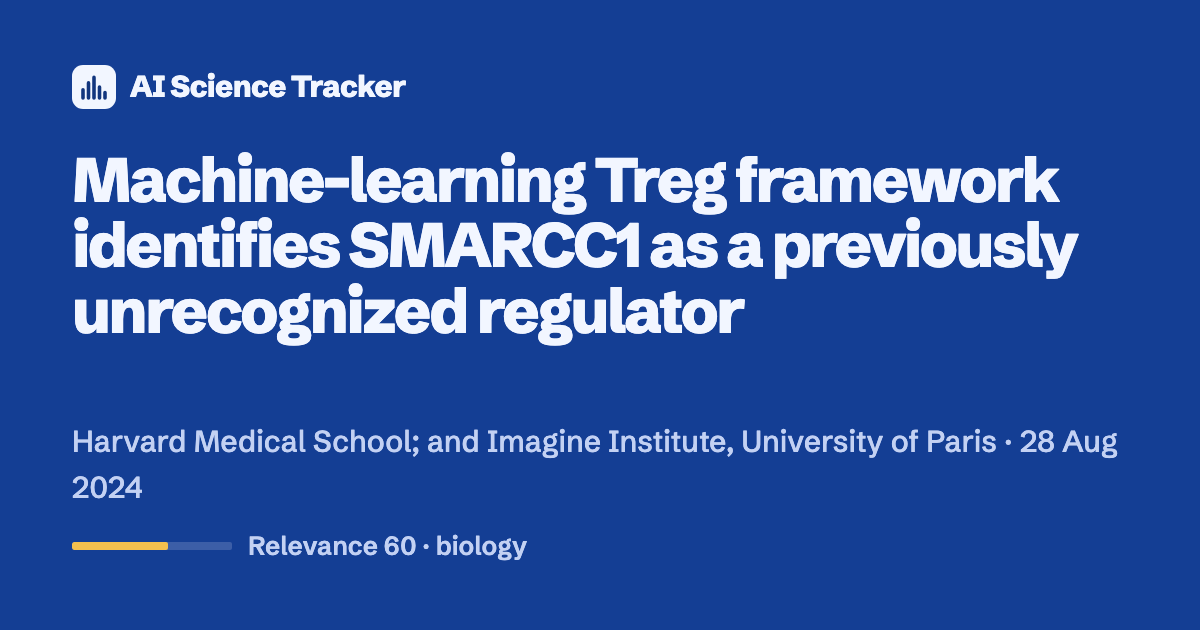 AI Science Tracker
Machine-learning Treg framework
identifies SMARCC1 as a previously
unrecognized regulator
Harvard Medical School; and Imagine Institute, University of Paris · 28 Aug
2024
Relevance 60 · biology